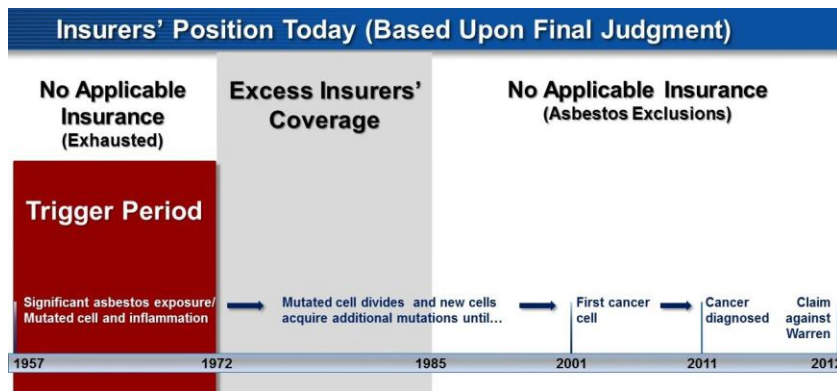 Insurers' Position Today (Based Upon Final Judgment)
No Applicable
Insurance
(Exhausted)
Excess Insurers'
Coverage
No Applicable Insurance
(Asbestos Exclusions)
Trigger Period
Significant asbestos exposure/
Mutated cell and inflammation
Mutated cell divides and new cells
acquire additional mutations until...
First cancer
cell
Cancer
diagnosed
Claim
against
Warren
1957 1972 1985 2001 2011